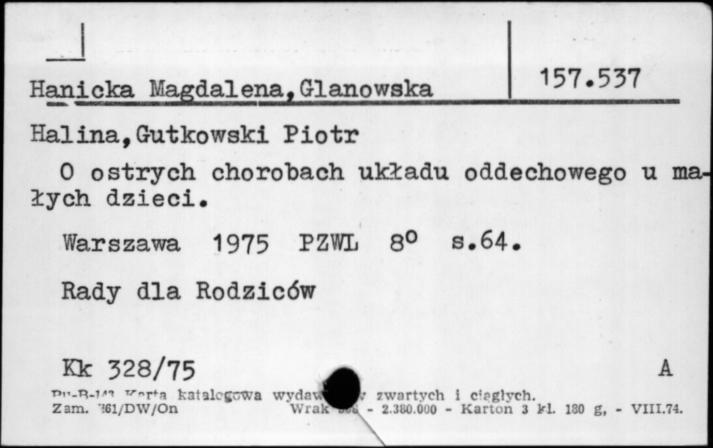 157.537
Hanicka Magdalena,Glanowska
Halina,Gutkowski Piotr
O ostrych chorobach układu oddechowego u ma-
łych dzieci.
Warszawa 1975 PZWL 8º s.64.
Rady dla Rodziców
Kk 328/75 A
Karta katalogowa zwartych i ciągłych.
Zam. 361/DW/On - 2.380.000 - Karton 3 kl. 180 g, - VIII.74.